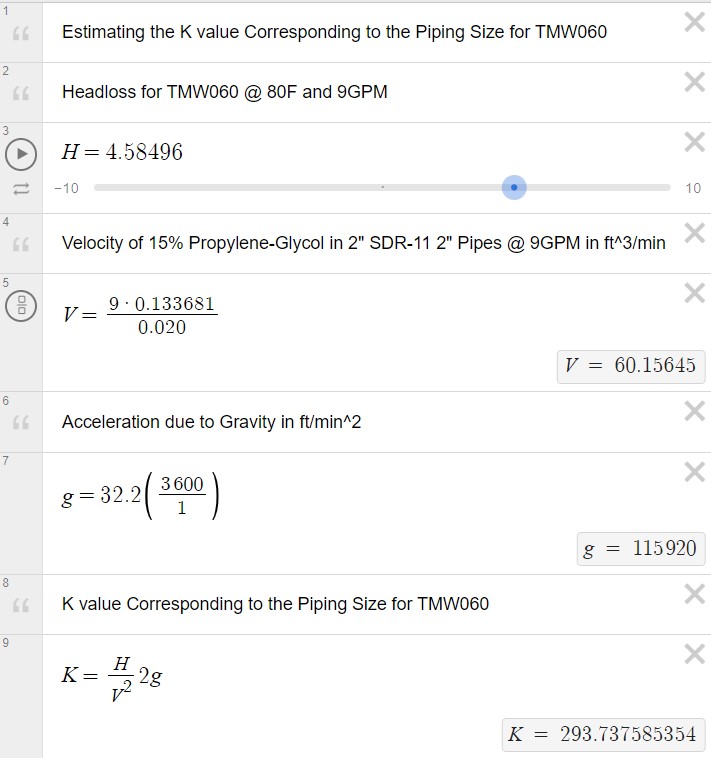 1
Estimating the K value Corresponding to the Piping Size for TMW060
2
Headloss for TMW060 @ 80F and 9GPM
3
H = 4.58496
−10 10
4
Velocity of 15% Propylene-Glycol in 2" SDR-11 2" Pipes @ 9GPM in ft^3/min
5
V = \frac{9 · 0.133681}{0.020}
V = 60.15645
6
Acceleration due to Gravity in ft/min^2
7
g = 32.2(\frac{3600}{1})
g = 115920
8
K value Corresponding to the Piping Size for TMW060
9
K = \frac{H}{V^2} 2g
K = 293.737585354